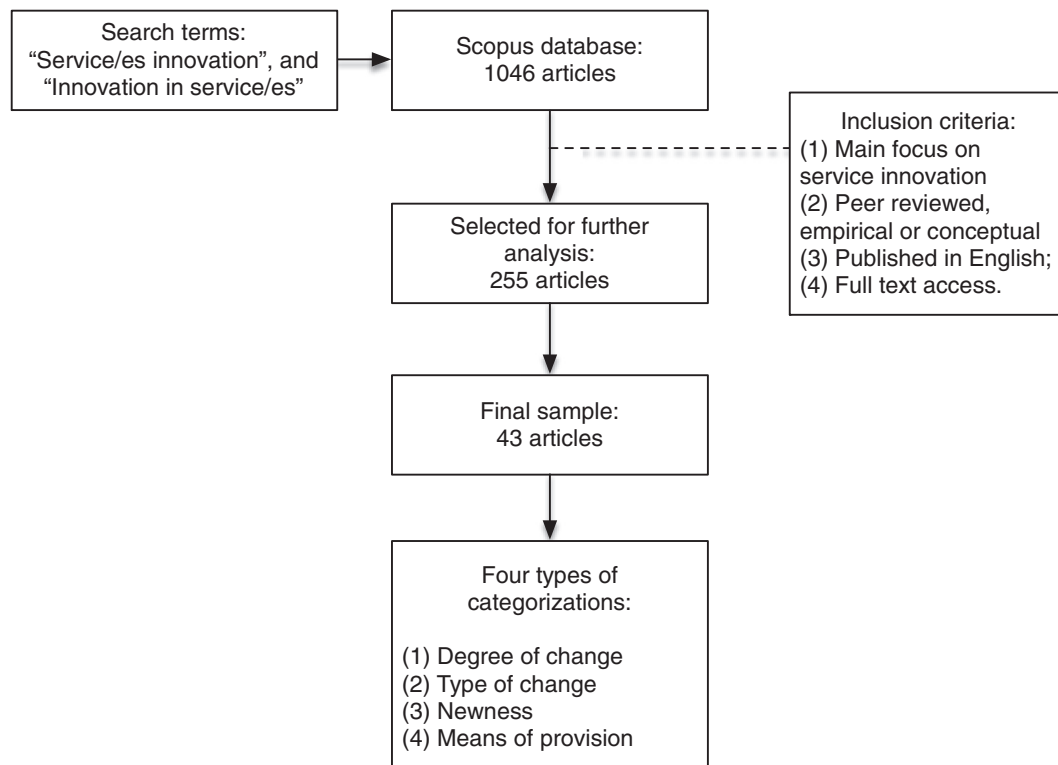 Search terms:
“Service/es innovation”, and
“Innovation in service/es”
Scopus database:
1046 articles
Inclusion criteria:
(1) Main focus on
service innovation
(2) Peer reviewed,
empirical or conceptual
(3) Published in English;
(4) Full text access.
Selected for further
analysis:
255 articles
Final sample:
43 articles
Four types of
categorizations:
(1) Degree of change
(2) Type of change
(3) Newness
(4) Means of provision